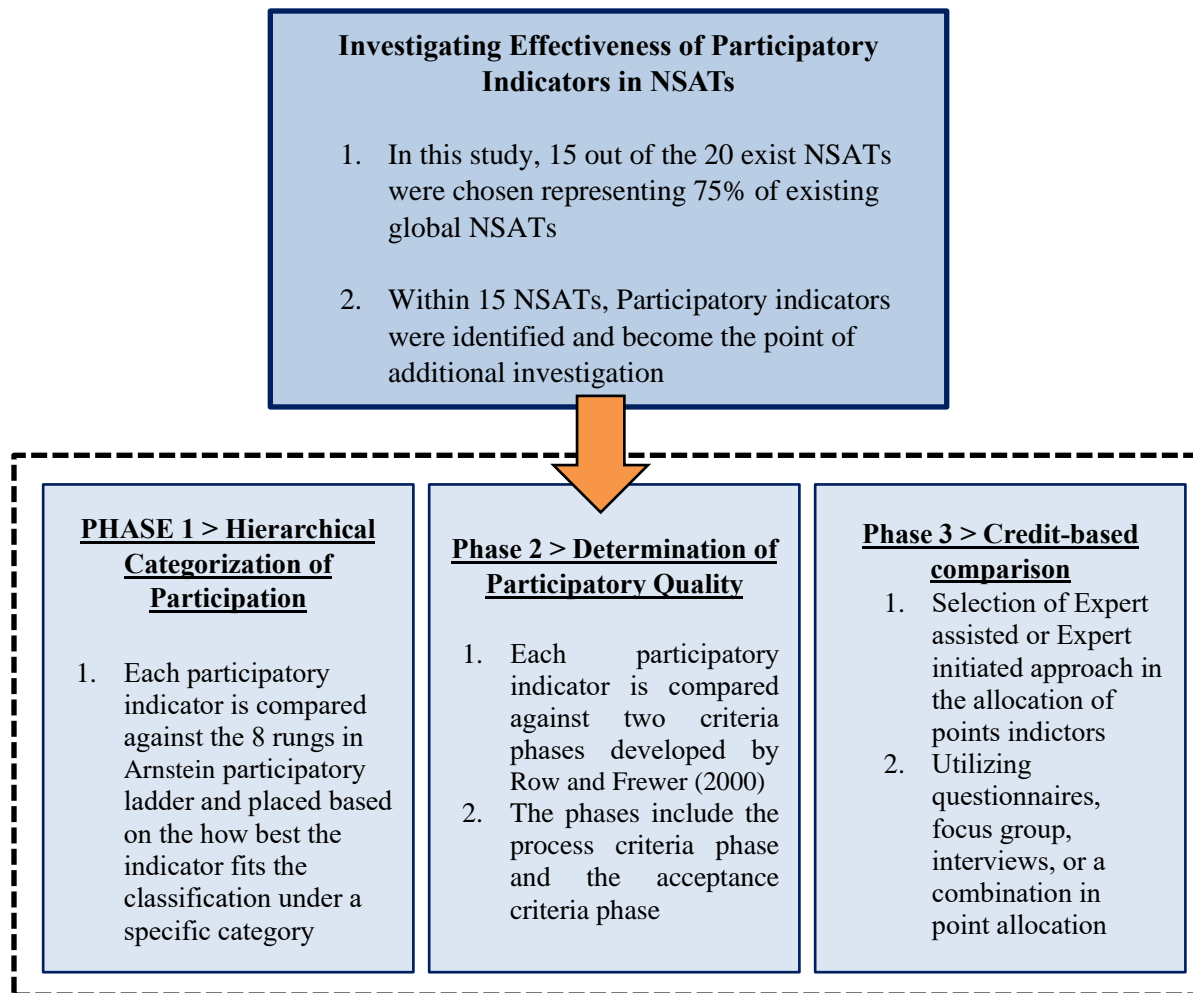 Investigating Effectiveness of Participatory
Indicators in NSATs
1. In this study, 15 out of the 20 exist NSATs
were chosen representing 75% of existing
global NSATs
2. Within 15 NSATs, Participatory indicators
were identified and become the point of
additional investigation
PHASE 1 > Hierarchical
Categorization of
Participation
1. Each participatory
indicator is compared
against the 8 rungs in
Arnstein participatory
ladder and placed based
on the how best the
indicator fits the
classification under a
specific category
Phase 2 > Determination of
Participatory Quality
1. Each participatory
indicator is compared
against two criteria
phases developed by
Row and Frewer (2000)
2. The phases include the
process criteria phase
and the acceptance
criteria phase
Phase 3 > Credit-based
comparison
1. Selection of Expert
assisted or Expert
initiated approach in
the allocation of
points indictors
2. Utilizing
questionnaires,
focus group,
interviews, or a
combination in
point allocation